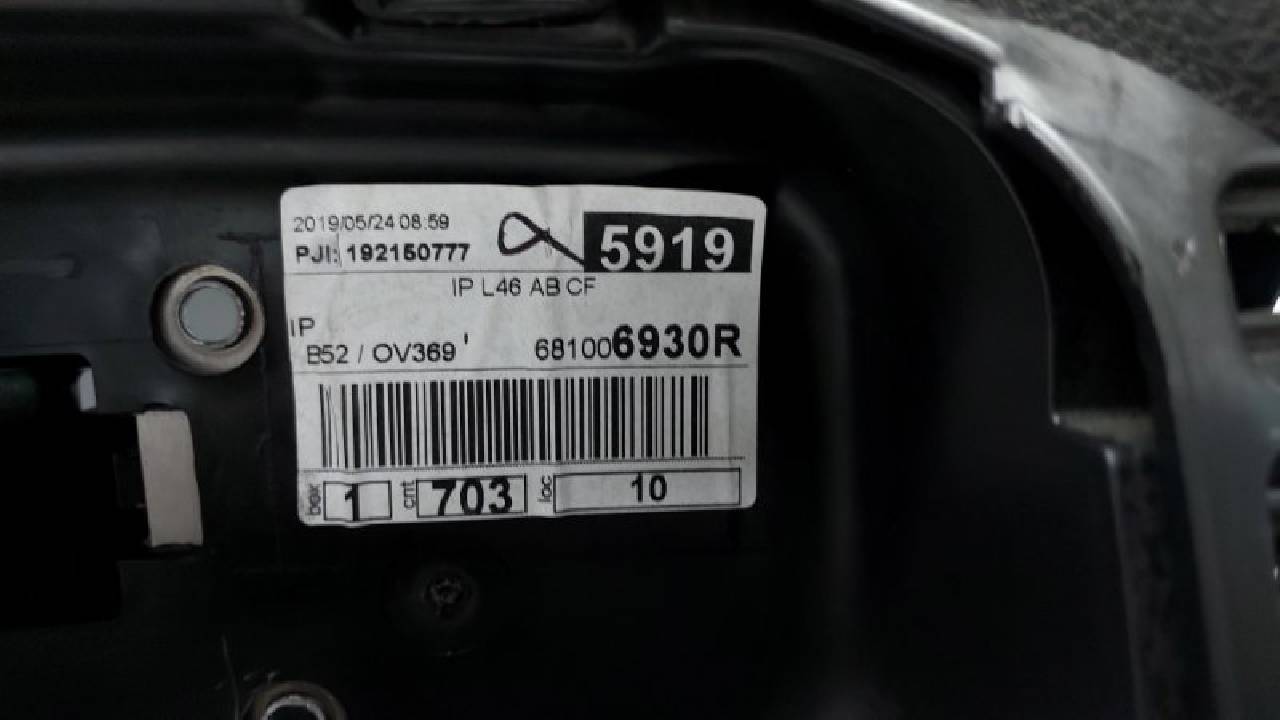 2019/05/24 08:59
PJI: 192150777
5919
IP L46 AB CF
IP
B52 / OV369 '
681006930R
box 1 cnt 703 loc 10